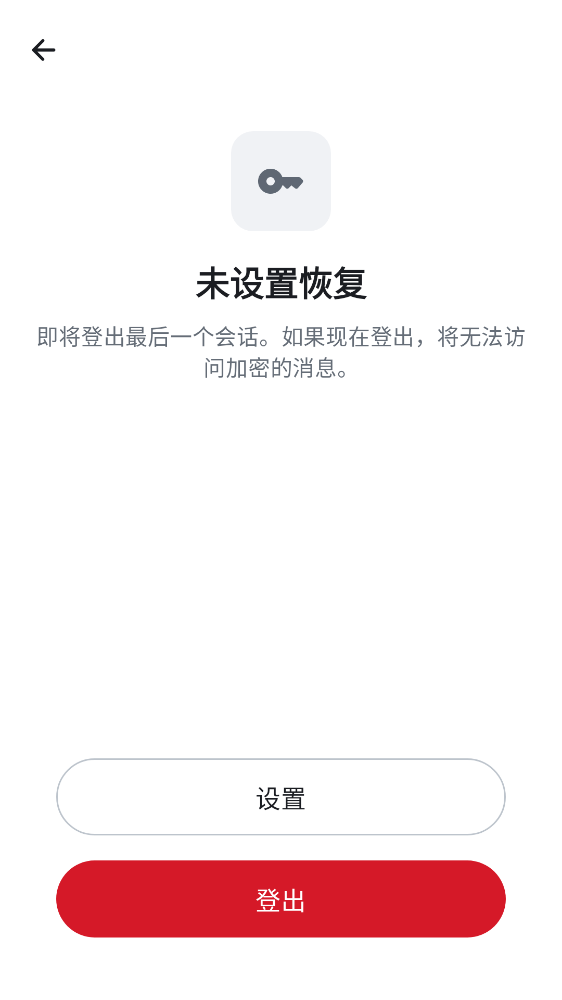 未设置恢复
即将登出最后一个会话。如果现在登出，将无法访
问加密的消息。
设置
登出